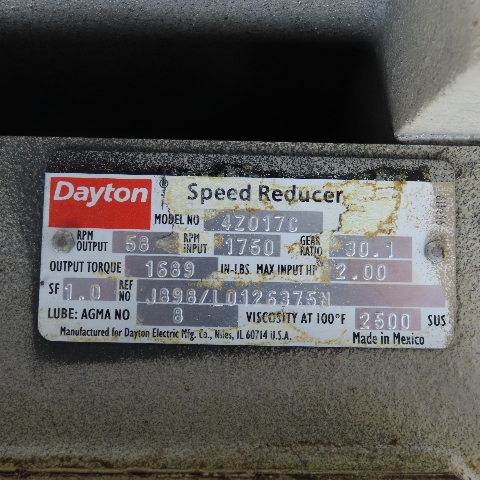 Dayton® Speed Reducer
MODEL NO 4Z017C
RPM OUTPUT 58 RPM INPUT 1750 GEAR RATIO 30.1
OUTPUT TORQUE 1689 IN-LBS MAX INPUT HP 2.00
SF 1.0 REF NO J898/L0126375N
LUBE: AGMA NO 8 VISCOSITY AT 100°F 2500 SUS
Manufactured for Dayton Electric Mfg. Co., Niles, IL 60714 U.S.A. Made in Mexico